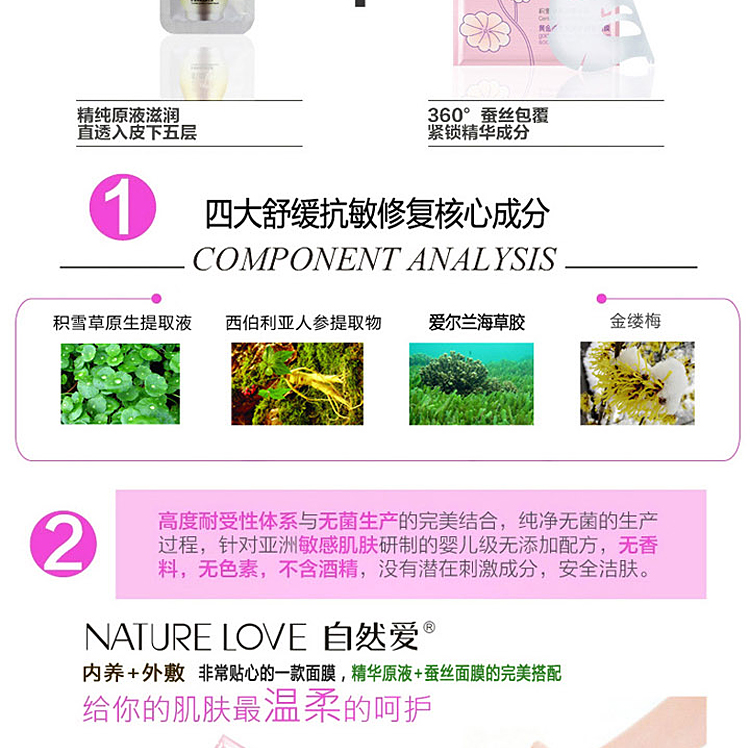 精纯原液滋润
直透入皮下五层
360° 蚕丝包覆
紧锁精华成分
1
四大舒缓抗敏修复核心成分
COMPONENT ANALYSIS
积雪草原生提取液
西伯利亚人参提取物
爱尔兰海草胶
金缕梅
2
高度耐受性体系与无菌生产的完美结合，纯净无菌的生产
过程，针对亚洲敏感肌肤研制的婴儿级无添加配方，无香
料，无色素，不含酒精，没有潜在刺激成分，安全洁肤。
NATURE LOVE 自然爱®
内养+外敷 非常贴心的一款面膜，精华原液+蚕丝面膜的完美搭配
给你的肌肤最温柔的呵护